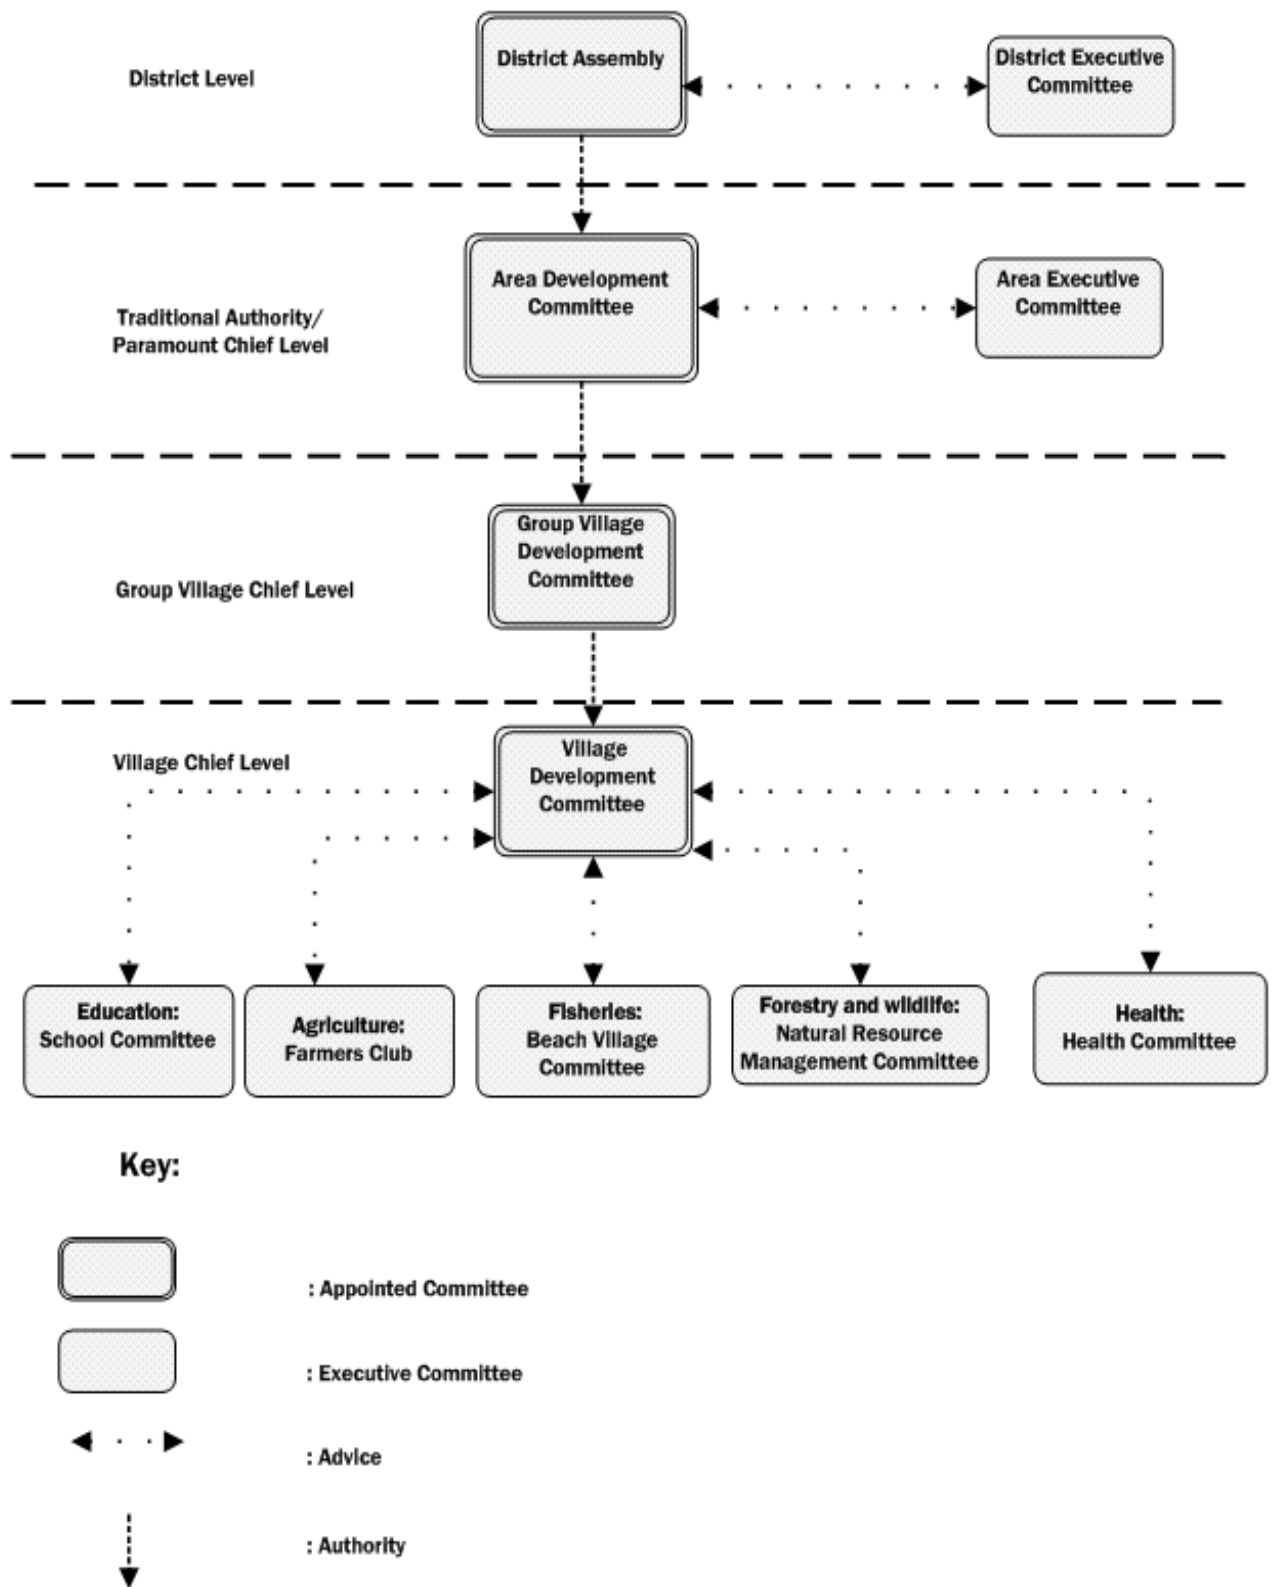 District Level
District Assembly
District Executive
Committee
Traditional Authority/
Paramount Chief Level
Area Development
Committee
Area Executive
Committee
Group Village Chief Level
Group Village
Development
Committee
Village Chief Level
Village
Development
Committee
Education:
School Committee
Agriculture:
Farmers Club
Fisheries:
Beach Village
Committee
Forestry and wildlife:
Natural Resource
Management Committee
Health:
Health Committee
Key:
: Appointed Committee
: Executive Committee
: Advice
: Authority